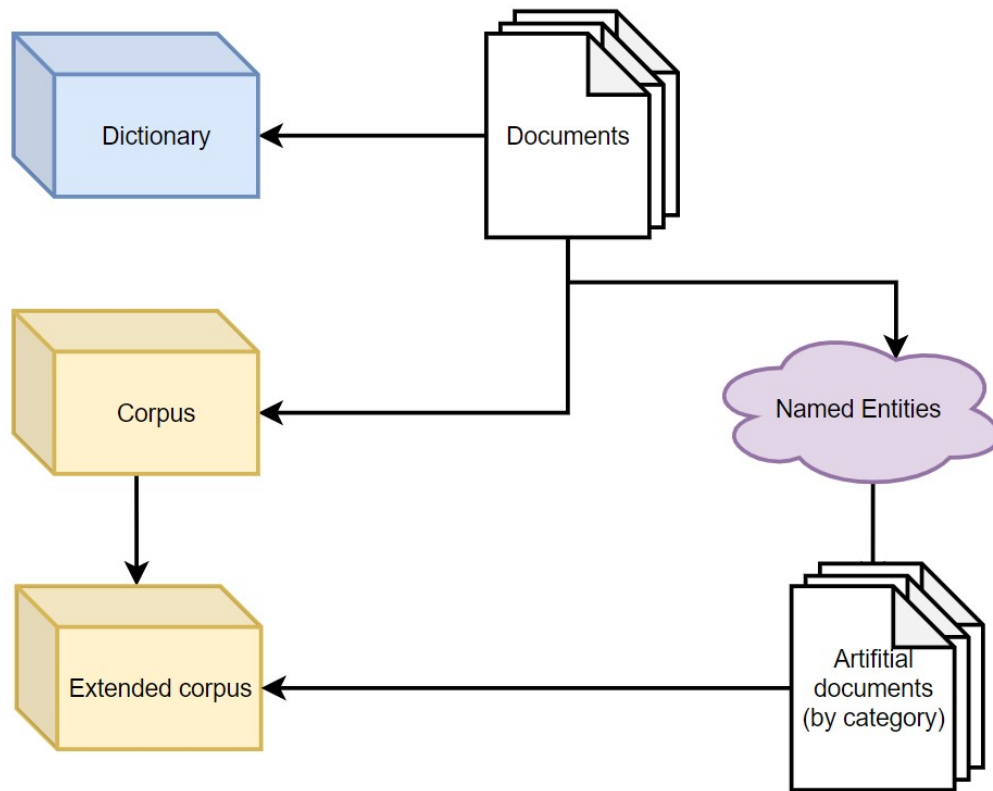 Dictionary
Documents
Corpus
Named Entities
Extended corpus
Artifitial
documents
(by category)